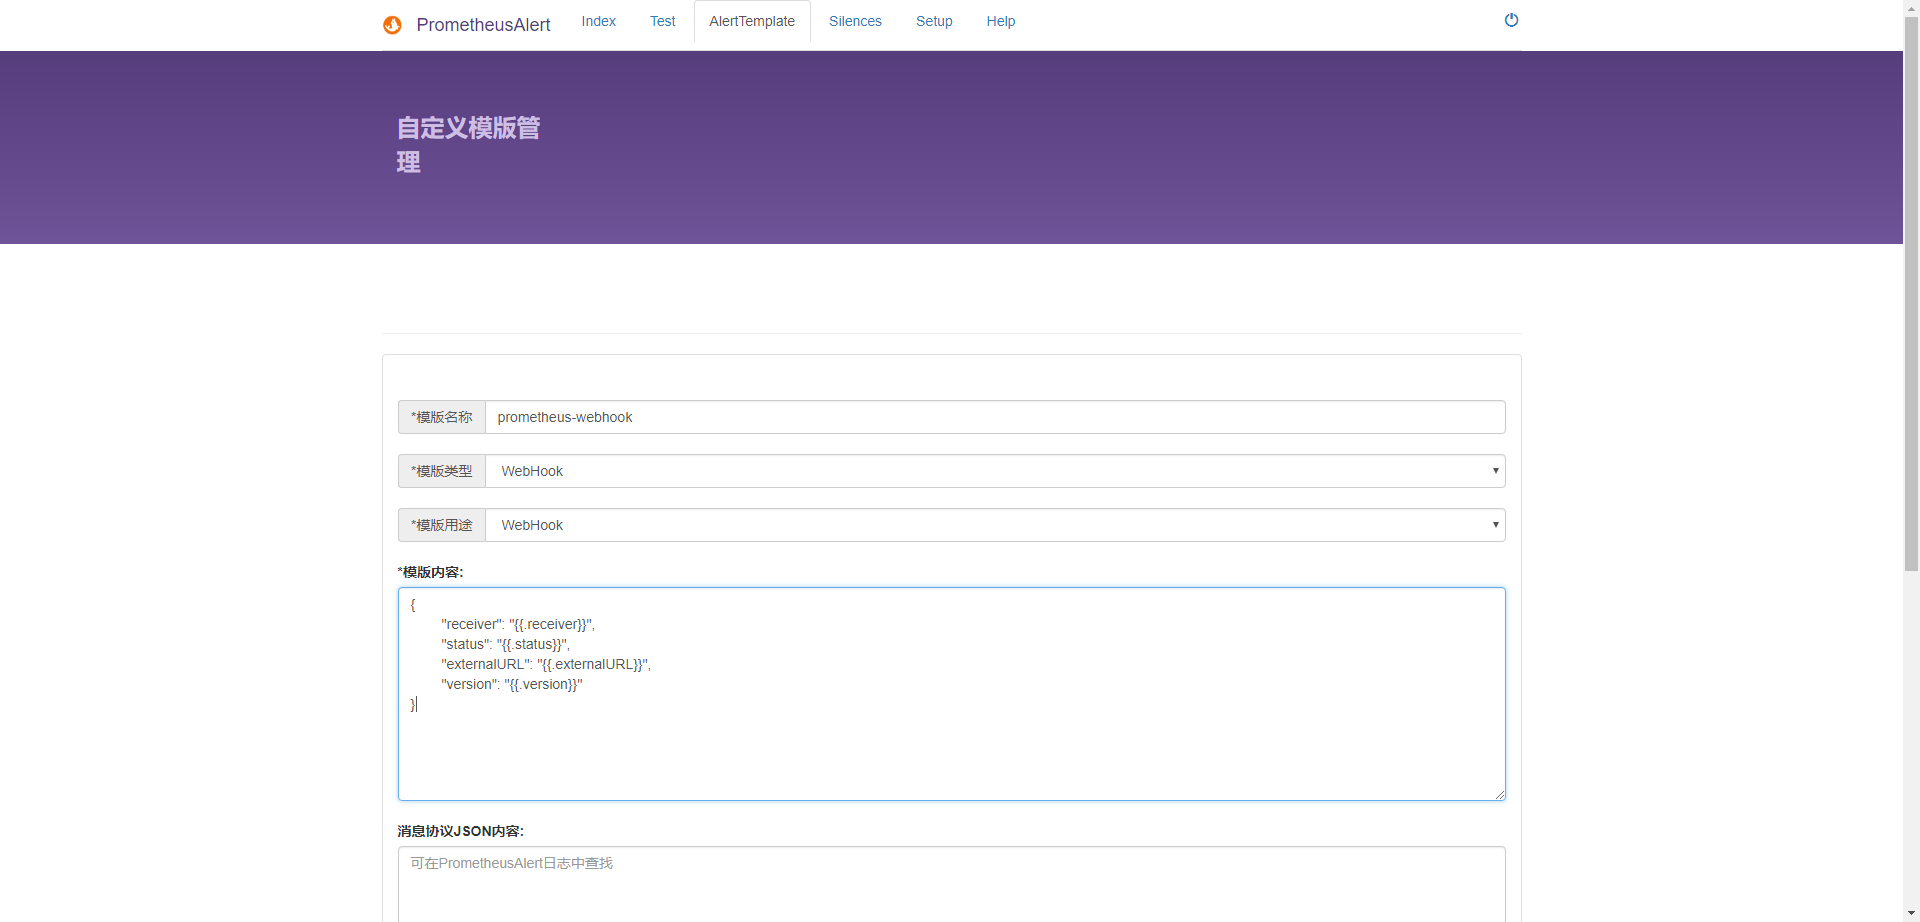 PrometheusAlert Index Test AlertTemplate Silences Setup Help
自定义模版管
理
*模版名称 prometheus-webhook
*模版类型 WebHook
*模版用途 WebHook
*模版内容:
{
"receiver": "{{.receiver}}",
"status": "{{.status}}",
"externalURL": "{{.externalURL}}",
"version": "{{.version}}"
}
消息协议JSON内容:
可在PrometheusAlert日志中查找